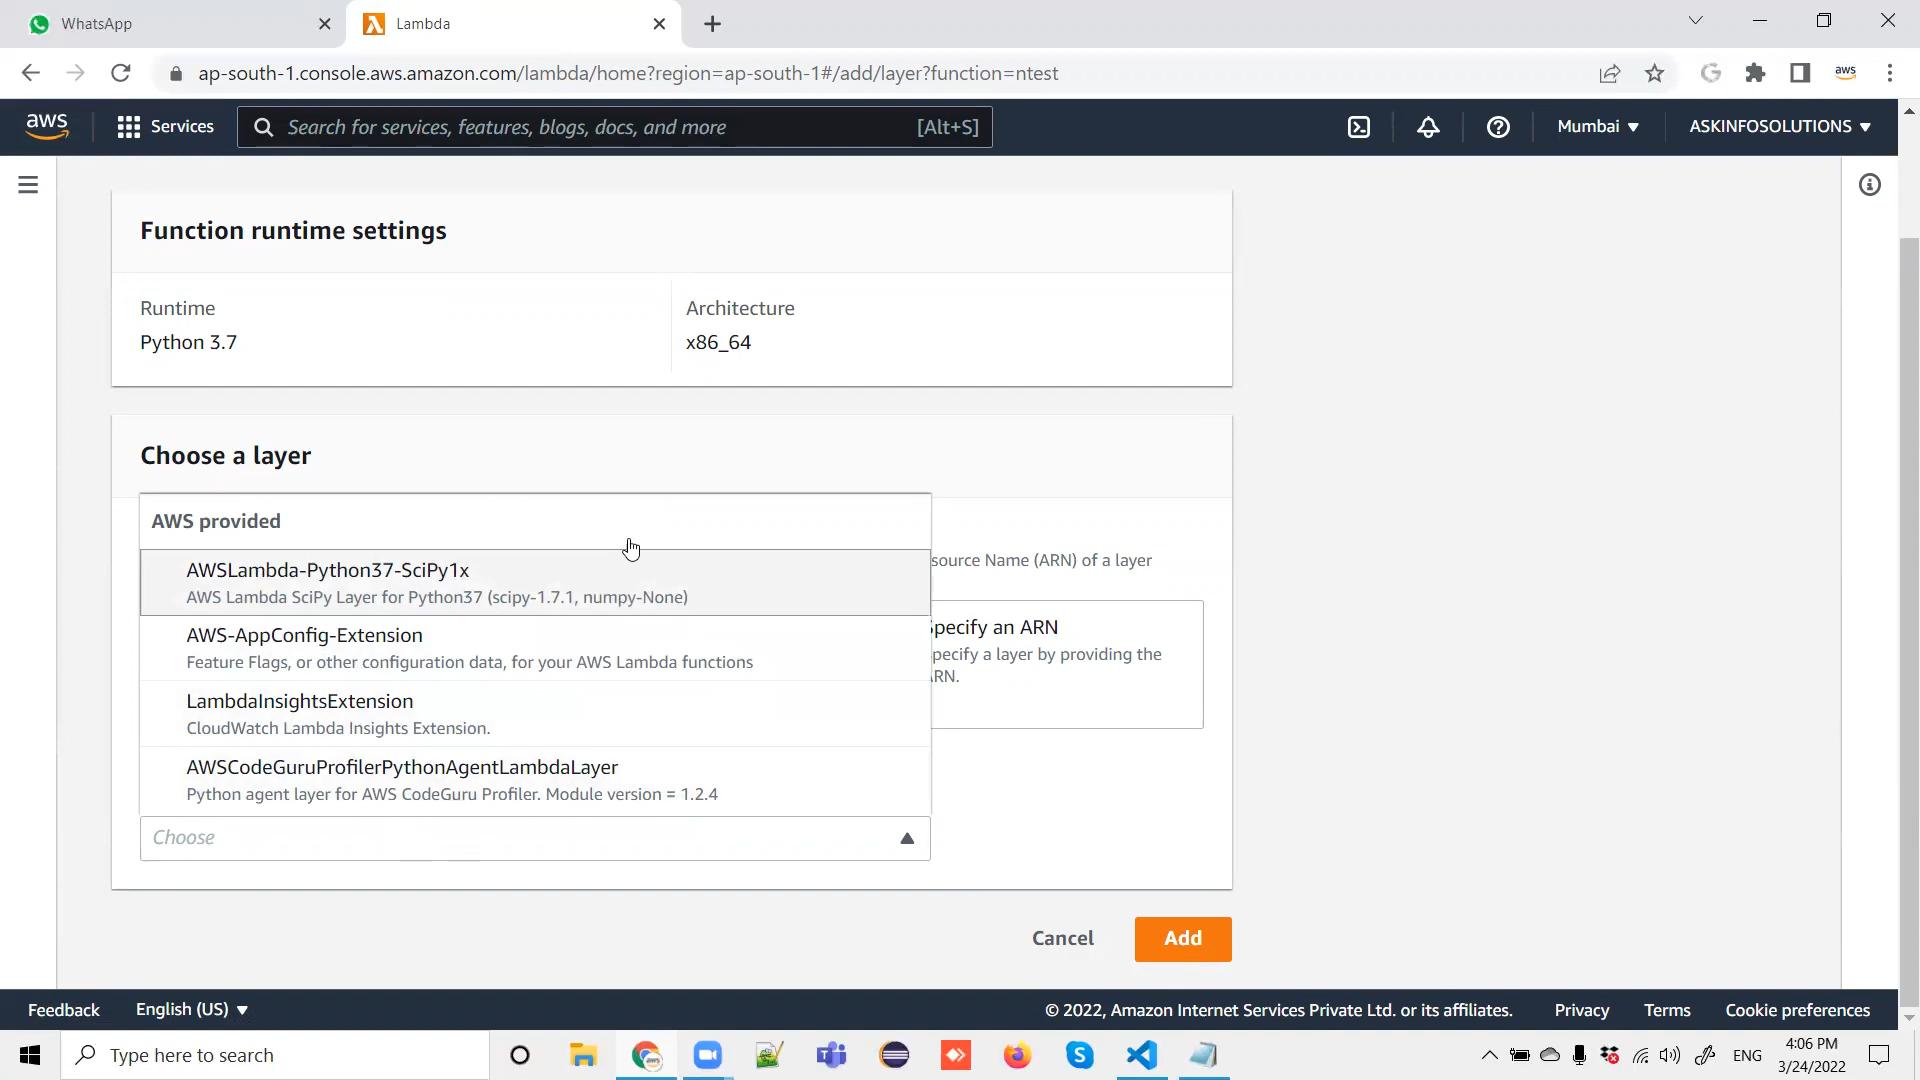 WhatsApp
Lambda
ap-south-1.console.aws.amazon.com/lambda/home?region=ap-south-1#/add/layer?function=ntest
aws
aws
Services
Search for services, features, blogs, docs, and more
[Alt+S]
Mumbai
ASKINFOSOLUTIONS
Function runtime settings
Runtime
Architecture
Python 3.7
x86_64
Choose a layer
AWS provided
AWSLambda-Python37-SciPy1x
AWS Lambda SciPy Layer for Python37 (scipy-1.7.1, numpy-None)
AWS-AppConfig-Extension
Feature Flags, or other configuration data, for your AWS Lambda functions
LambdaInsightsExtension
CloudWatch Lambda Insights Extension.
AWSCodeGuruProfilerPythonAgentLambdaLayer
Python agent layer for AWS CodeGuru Profiler. Module version = 1.2.4
Choose
source Name (ARN) of a layer
Specify an ARN
pecify a layer by providing the
ARN.
Cancel
Add
Feedback
English (US)
© 2022, Amazon Internet Services Private Ltd. or its affiliates.
Privacy
Terms
Cookie preferences
Type here to search
ENG
4:06 PM
3/24/2022